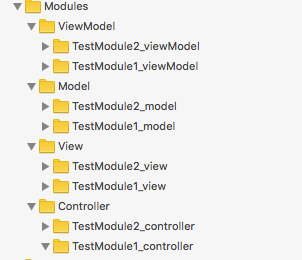 Modules
ViewModel
TestModule2_viewModel
TestModule1_viewModel
Model
TestModule2_model
TestModule1_model
View
TestModule2_view
TestModule1_view
Controller
TestModule2_controller
TestModule1_controller